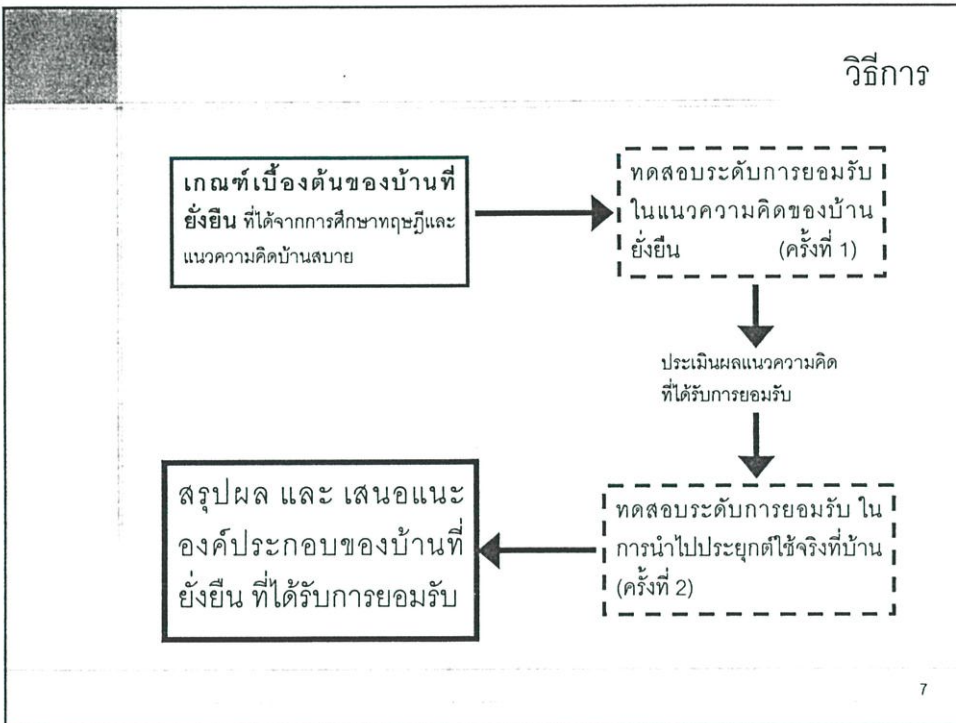 วิธีการ
เกณฑ์เบื้องต้นของบ้านที่
ยั่งยืน ที่ได้จากการศึกษาทฤษฎีและ
แนวความคิดบ้านสบาย
ทดสอบระดับการยอมรับ
ในแนวความคิดของบ้าน
ยั่งยืน (ครั้งที่ 1)
ประเมินผลแนวความคิด
ที่ได้รับการยอมรับ
ทดสอบระดับการยอมรับ ใน
การนำไปประยุกต์ใช้จริงที่บ้าน
(ครั้งที่ 2)
สรุปผล และ เสนอแนะ
องค์ประกอบของบ้านที่
ยั่งยืน ที่ได้รับการยอมรับ
7